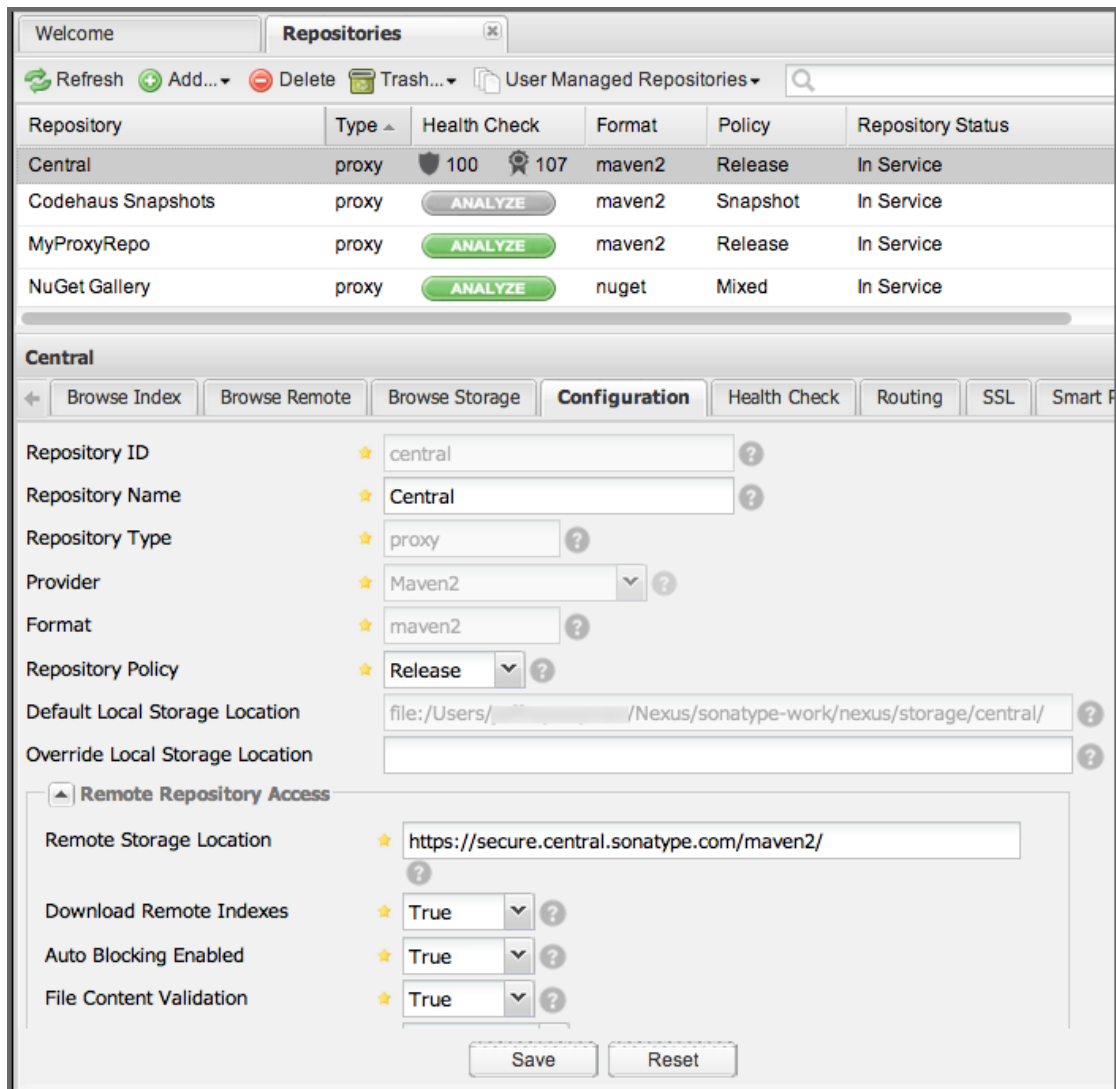 Welcome Repositories
Refresh Add... Delete Trash... User Managed Repositories
Repository Type Health Check Format Policy Repository Status
Central proxy 100 107 maven2 Release In Service
Codehaus Snapshots proxy ANALYZE maven2 Snapshot In Service
MyProxyRepo proxy ANALYZE maven2 Release In Service
NuGet Gallery proxy ANALYZE nuget Mixed In Service
Central
Browse Index Browse Remote Browse Storage Configuration Health Check Routing SSL Smart
Repository ID central
Repository Name Central
Repository Type proxy
Provider Maven2
Format maven2
Repository Policy Release
Default Local Storage Location file:/Users/ /Nexus/sonatype-work/nexus/storage/central/
Override Local Storage Location
Remote Repository Access
Remote Storage Location https://secure.central.sonatype.com/maven2/
Download Remote Indexes True
Auto Blocking Enabled True
File Content Validation True
Save Reset